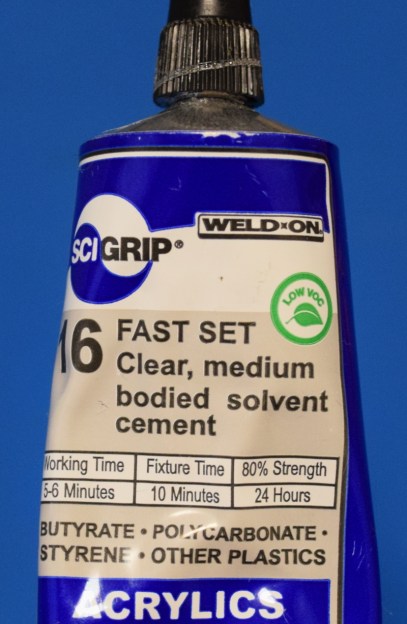 WELD-ON
SCIGRIP®
LOW VOC
16 FAST SET
Clear, medium
bodied solvent
cement
Working Time Fixture Time 80% Strength
5-6 Minutes 10 Minutes 24 Hours
BUTYRATE • POLYCARBONATE •
STYRENE • OTHER PLASTICS
ACRYLICS